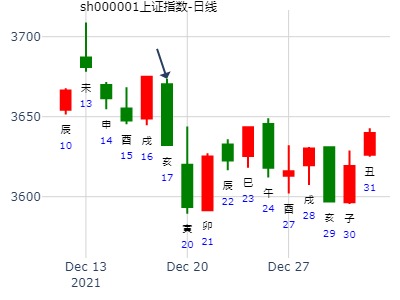 sh000001上证指数-日线
3700
3650
3600
辰
10
未
13
申
14
酉
15
戌
16
亥
17
寅
20
卯
21
辰
22
巳
23
午
24
酉
27
戌
28
亥
29
子
30
丑
31
Dec 13
2021
Dec 20
Dec 27